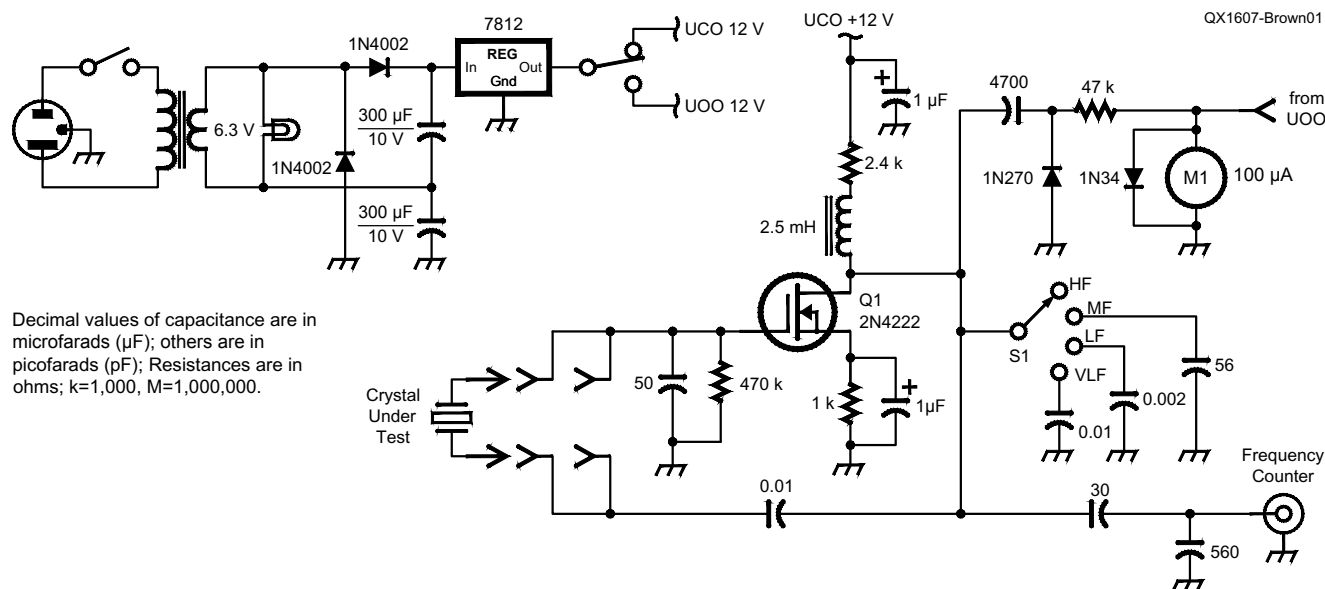 QX1607-Brown01
7812
1N4002
REG
In
Out
Gnd
UCO 12 V
UOO 12 V
6.3 V
1N4002
300 µF
10 V
300 µF
10 V
UCO +12 V
+
1 µF
2.4 k
2.5 mH
4700
47 k
from
UOO
1N270
1N34
M1
100 µA
Q1
2N4222
HF
MF
LF
VLF
S1
56
0.002
0.01
Decimal values of capacitance are in
microfarads (µF); others are in
picofarads (pF); Resistances are in
ohms; k=1,000, M=1,000,000.
Crystal
Under
Test
50
470 k
1 k
+
1µF
0.01
30
560
Frequency
Counter